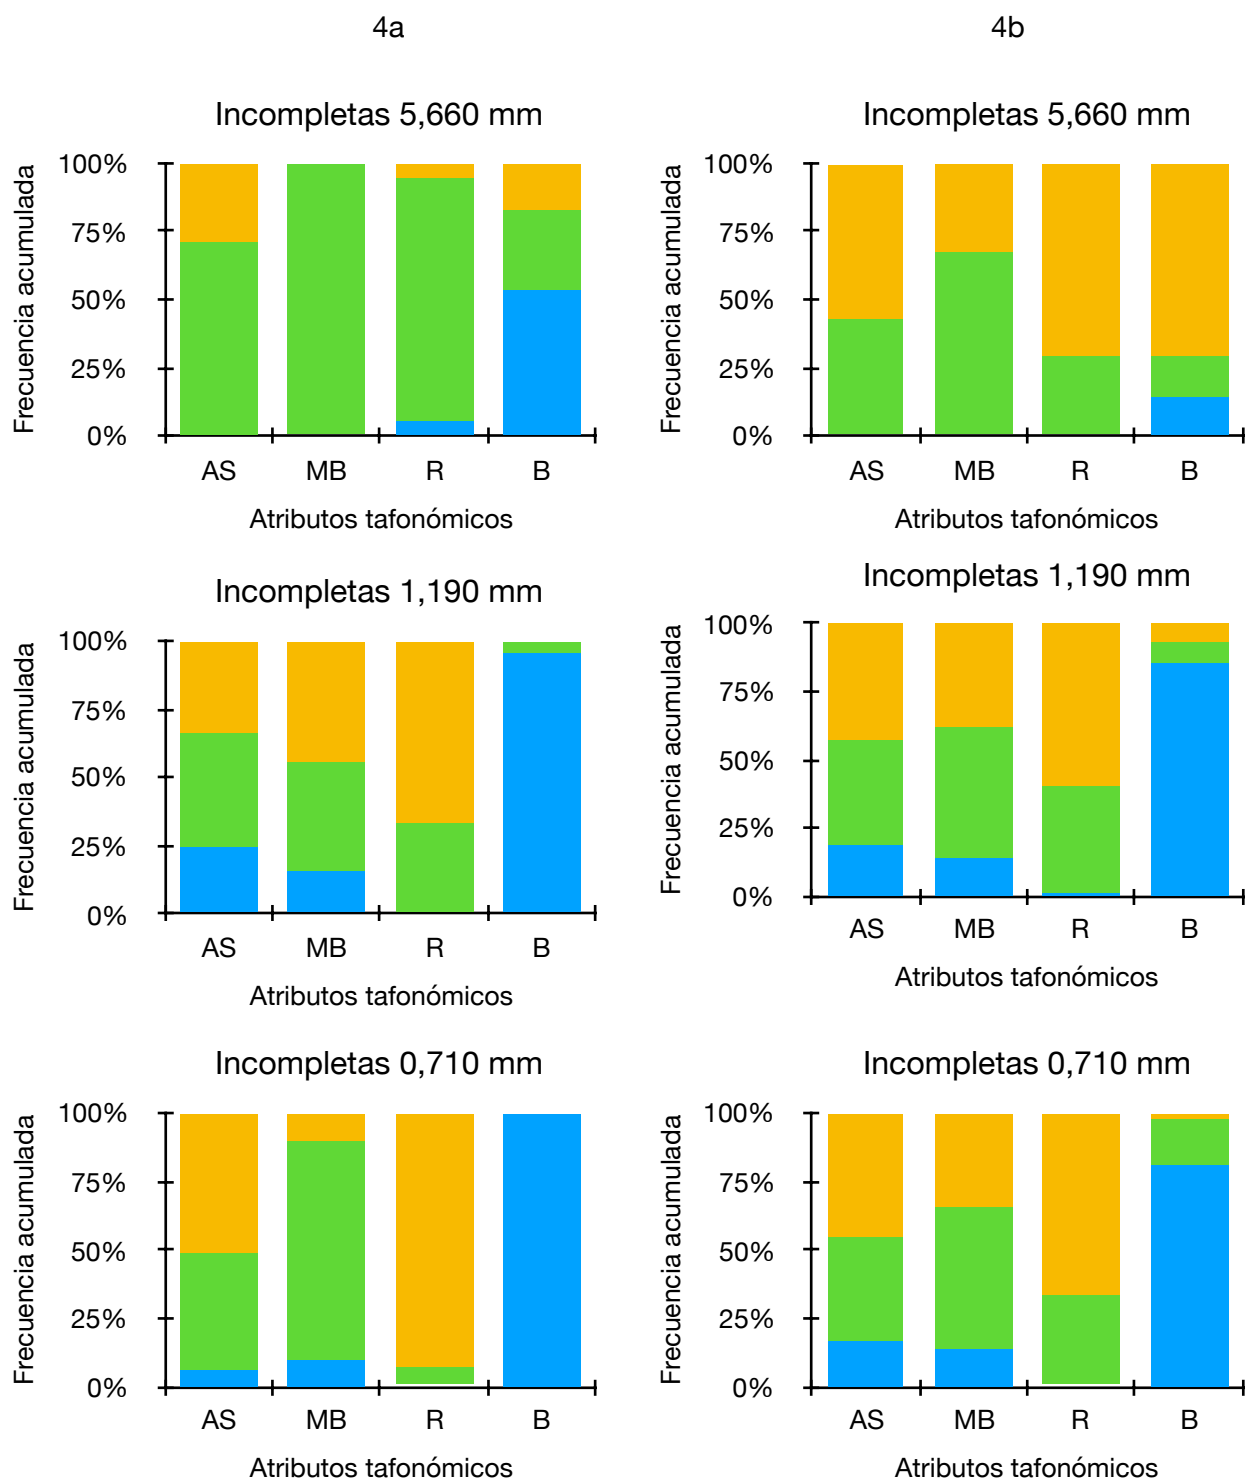 4a
Incompletas 5,660 mm
Frecuencia acumulada
100%
75%
50%
25%
0%
AS MB R B
Atributos tafonómicos
Incompletas 1,190 mm
Frecuencia acumulada
100%
75%
50%
25%
0%
AS MB R B
Atributos tafonómicos
Incompletas 0,710 mm
Frecuencia acumulada
100%
75%
50%
25%
0%
AS MB R B
Atributos tafonómicos
4b
Incompletas 5,660 mm
Frecuencia acumulada
100%
75%
50%
25%
0%
AS MB R B
Atributos tafonómicos
Incompletas 1,190 mm
Frecuencia acumulada
100%
75%
50%
25%
0%
AS MB R B
Atributos tafonómicos
Incompletas 0,710 mm
Frecuencia acumulada
100%
75%
50%
25%
0%
AS MB R B
Atributos tafonómicos